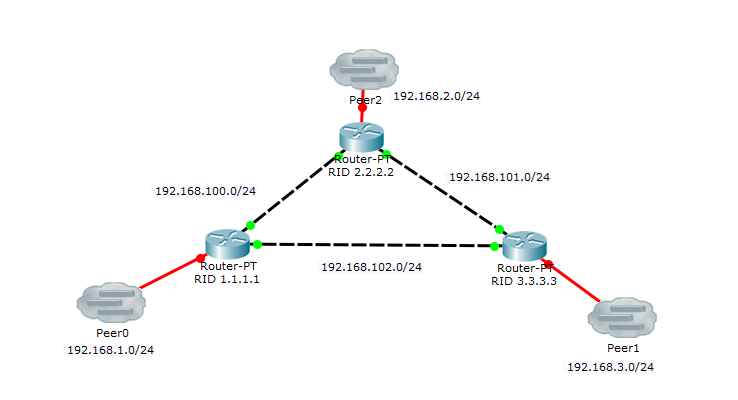 Peer2
192.168.2.0/24
Router-PT
RID 2.2.2.2
192.168.100.0/24
192.168.101.0/24
Router-PT
RID 1.1.1.1
192.168.102.0/24
Router-PT
RID 3.3.3.3
Peer0
192.168.1.0/24
Peer1
192.168.3.0/24